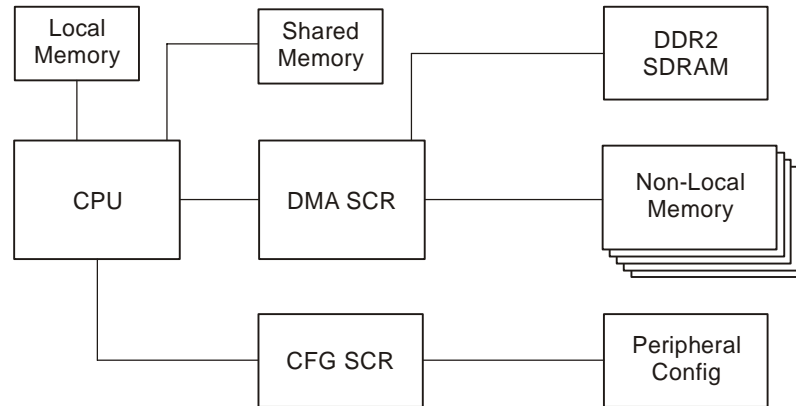 Local
Memory
Shared
Memory
DDR2
SDRAM
CPU
DMA SCR
Non-Local
Memory
CFG SCR
Peripheral
Config